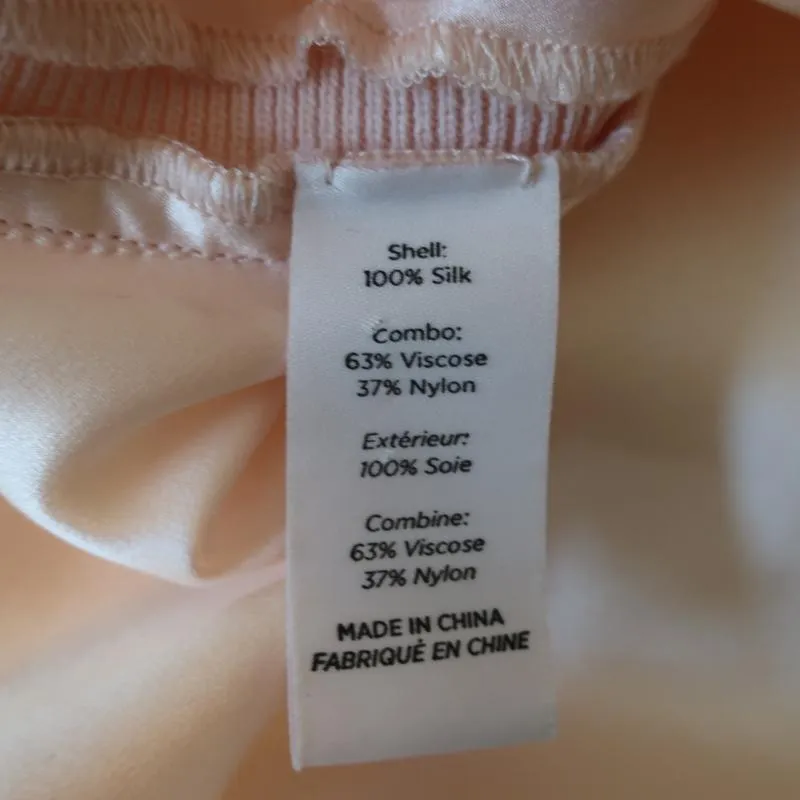 Shell:
100% Silk
Combo:
63% Viscose
37% Nylon
Extérieur:
100% Soie
Combine:
63% Viscose
37% Nylon
MADE IN CHINA
FABRIQUÉ EN CHINE